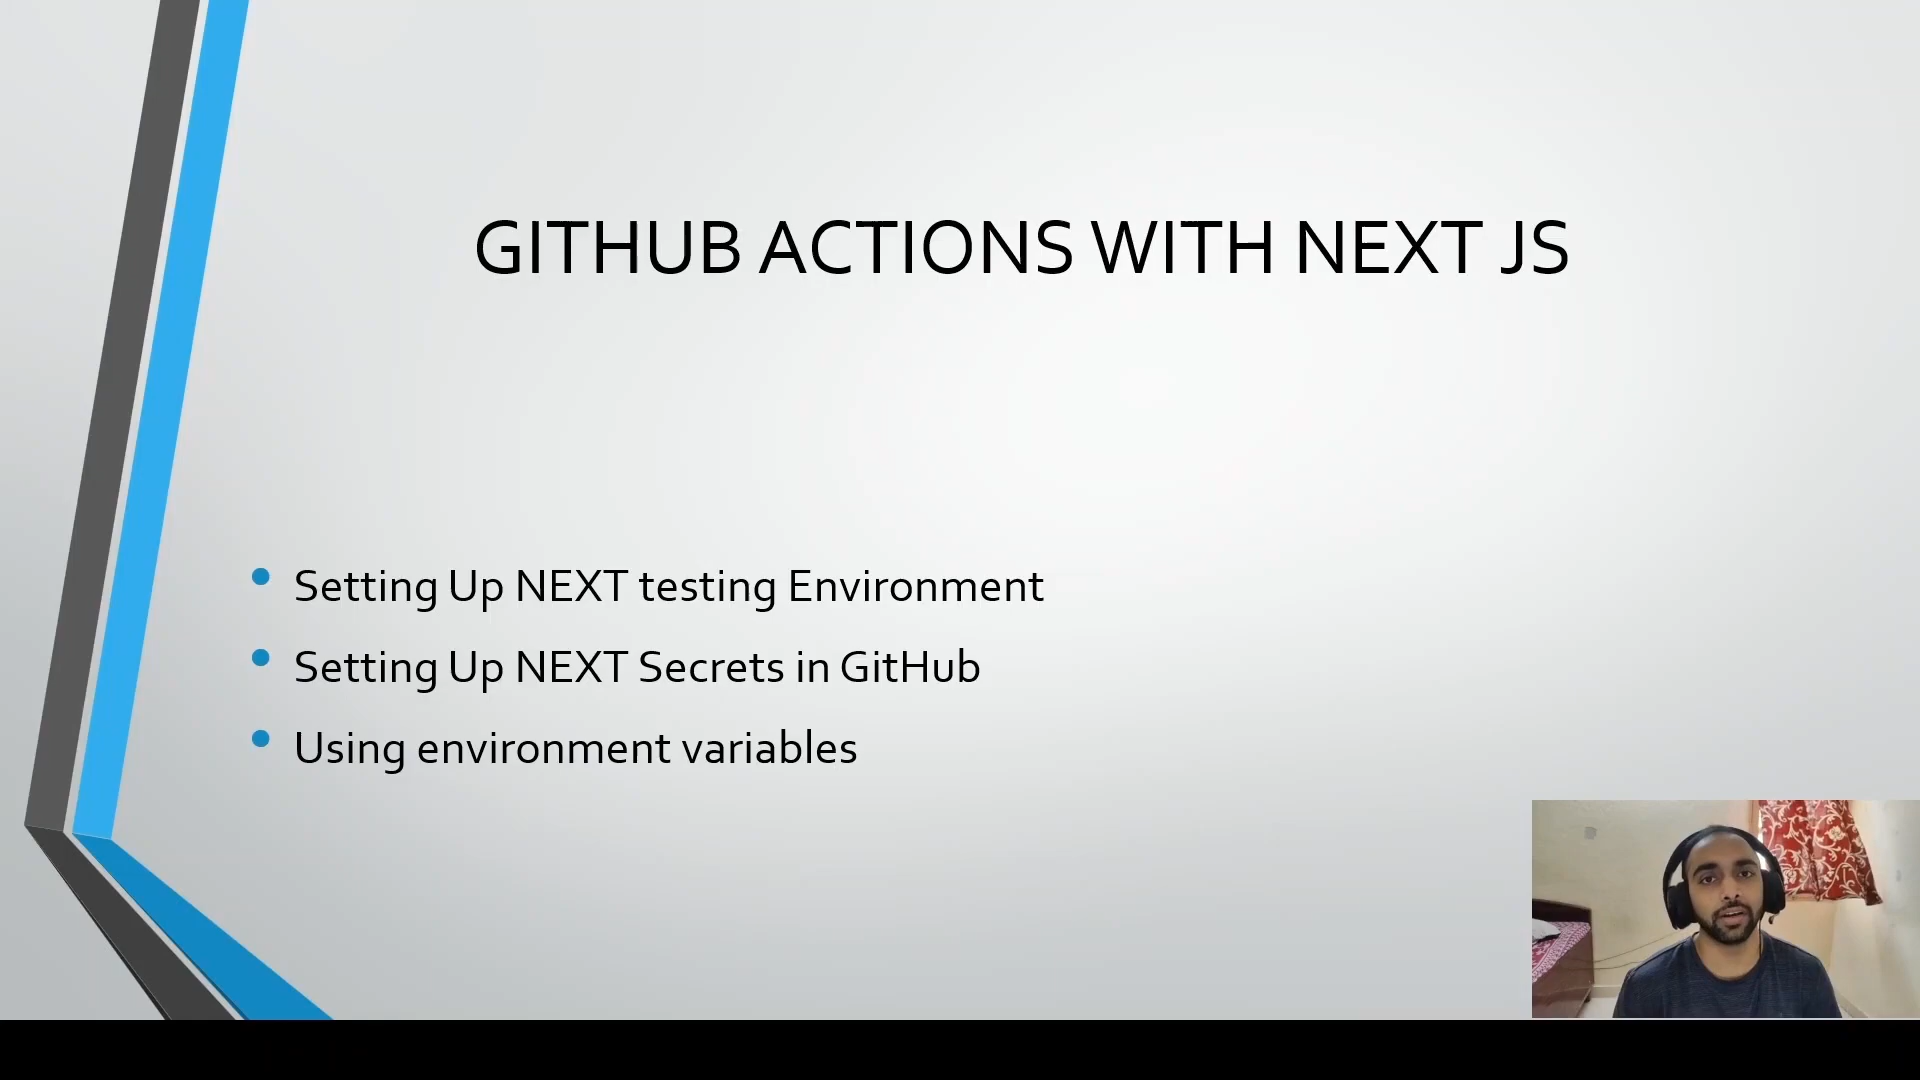 GITHUB ACTIONS WITH NEXT JS
Setting Up NEXT testing Environment
Setting Up NEXT Secrets in GitHub
Using environment variables